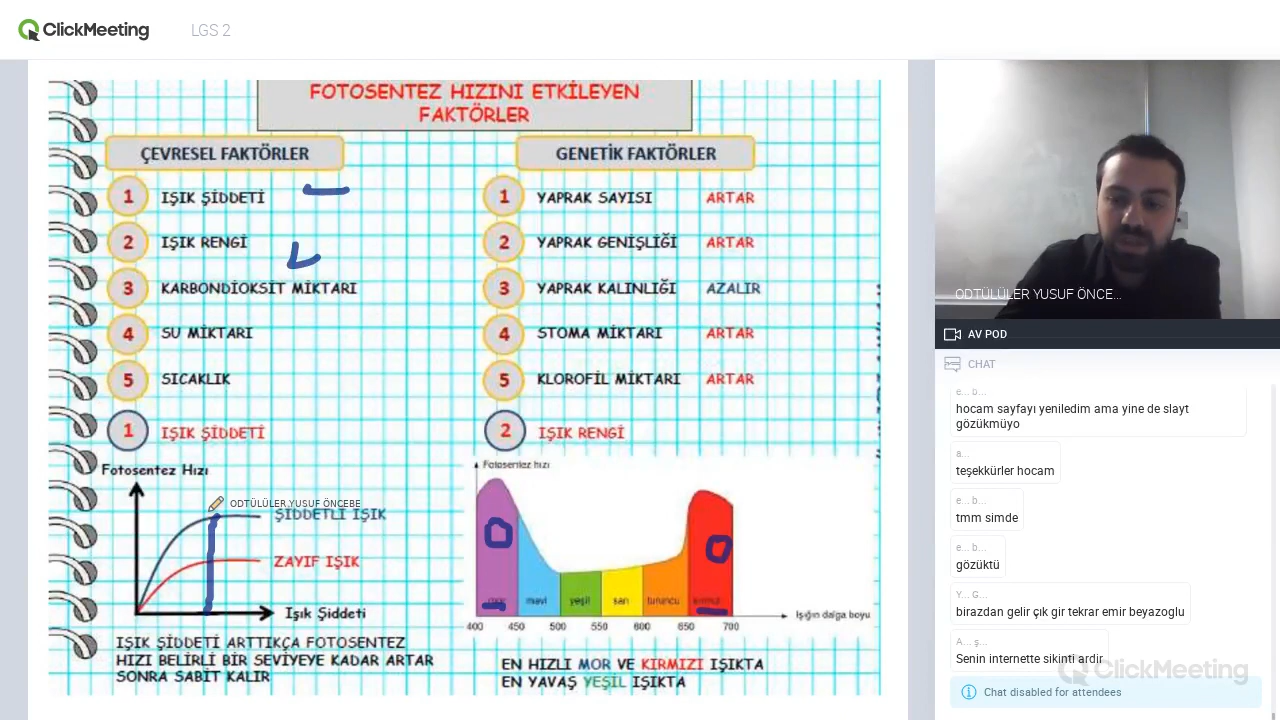 ClickMeeting
LGS 2
FOTOSENTEZ HIZINI ETKİLEYEN
FAKTÖRLER
ÇEVRESEL FAKTÖRLER
1 IŞIK ŞİDDETİ
2 IŞIK RENGİ
3 KARBONDİOKSİT MİKTARI
4 SU MİKTARI
5 SICAKLIK
GENETİK FAKTÖRLER
1 YAPRAK SAYISI ARTAR
2 YAPRAK GENİŞLİĞİ ARTAR
3 YAPRAK KALINLIĞI AZALIR
4 STOMA MİKTARI ARTAR
5 KLOROFİL MİKTARI ARTAR
1 IŞIK ŞİDDETİ
Fotosentez Hızı
ODTÜLÜLER YUSUF ÖNCEBE
ŞİDDETLİ IŞIK
ZAYIF IŞIK
Işık Şiddeti
IŞIK ŞİDDETİ ARTTIKÇA FOTOSENTEZ
HIZI BELİRLİ BİR SEVİYEYE KADAR ARTAR
SONRA SABİT KALIR
2 IŞIK RENGİ
Fotosentez hızı
mavi yeşil sarı turuncu
400 450 500 550 600 650 700
Işığın dalga boyu
EN HIZLI MOR VE KIRMIZI IŞIKTA
EN YAVAŞ YEŞİL IŞIKTA
ODTÜLÜLER YUSUF ÖNCE...
AV POD
CHAT
e... b...
hocam sayfayı yeniledim ama yine de slayt
gözükmüyo
a...
teşekkürler hocam
e... b...
tmm simde
e... b...
gözüktü
Y... G...
birazdan gelir çık gir tekrar emir beyazoglu
A... ş...
Senin internette sikinti ardir
ClickMeeting
Chat disabled for attendees